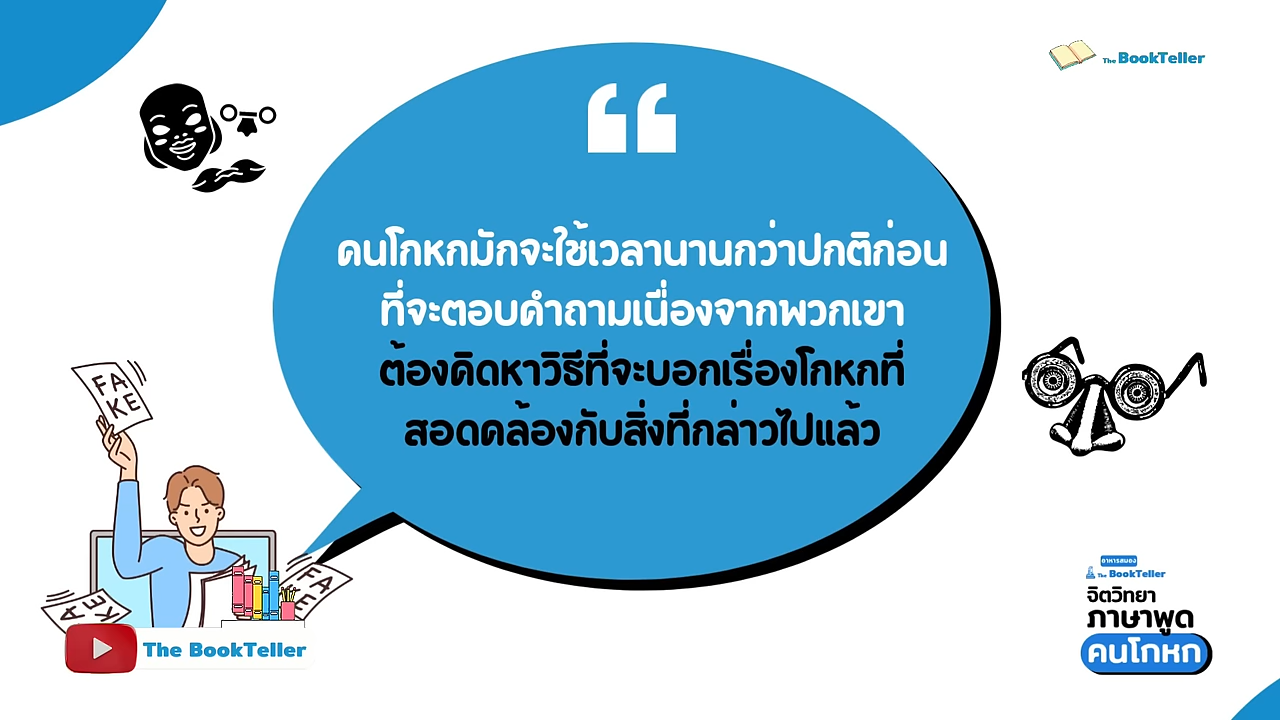 The BookTeller
คนโกหกมักจะใช้เวลานานกว่าปกติก่อน
ที่จะตอบคำถามเนื่องจากพวกเขา
ต้องคิดหาวิธีที่จะบอกเรื่องโกหกที่
สอดคล้องกับสิ่งที่กล่าวไปแล้ว
FA
KE
FA
KE
FA
E
The BookTeller
อาหารสมอง
The BookTeller
จิตวิทยา
ภาษาพูด
คนโกหก